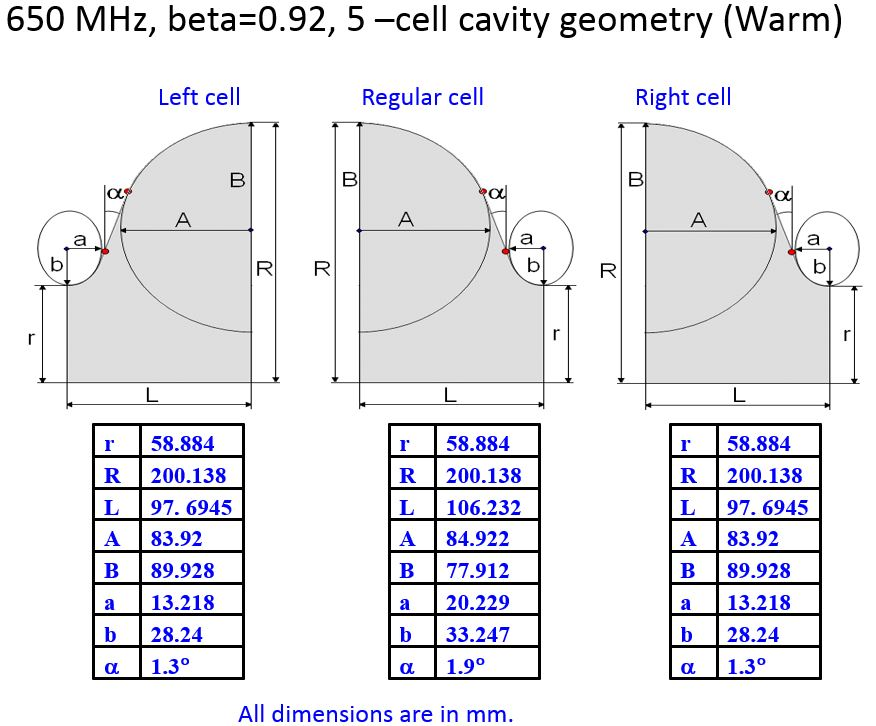 650 MHz, beta=0.92, 5 –cell cavity geometry (Warm)
Left cell
Regular cell
Right cell
α
B
A
a
b
R
r
L
B
α
A
a
b
R
r
L
B
α
A
a
b
R
r
L
r 58.884
R 200.138
L 97. 6945
A 83.92
B 89.928
a 13.218
b 28.24
α 1.3°
r 58.884
R 200.138
L 106.232
A 84.922
B 77.912
a 20.229
b 33.247
α 1.9°
r 58.884
R 200.138
L 97. 6945
A 83.92
B 89.928
a 13.218
b 28.24
α 1.3°
All dimensions are in mm.